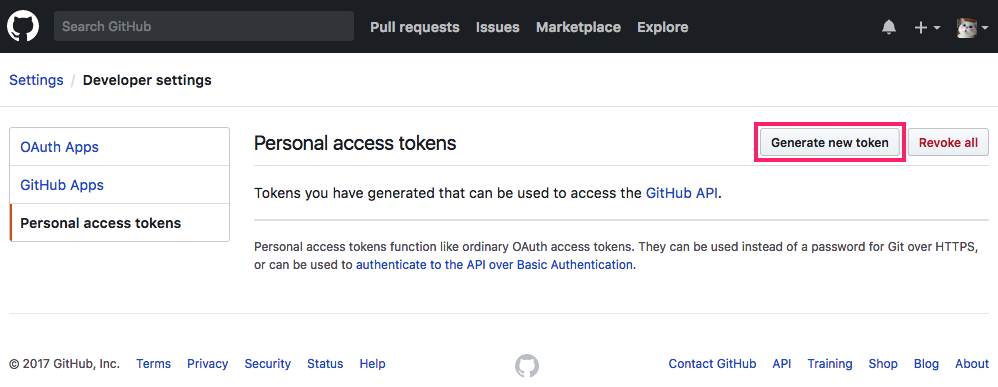 Search GitHub Pull requests Issues Marketplace Explore
Settings / Developer settings
OAuth Apps
GitHub Apps
Personal access tokens
Personal access tokens Generate new token Revoke all
Tokens you have generated that can be used to access the GitHub API.
Personal access tokens function like ordinary OAuth access tokens. They can be used instead of a password for Git over HTTPS,
or can be used to authenticate to the API over Basic Authentication.
© 2017 GitHub, Inc. Terms Privacy Security Status Help Contact GitHub API Training Shop Blog About